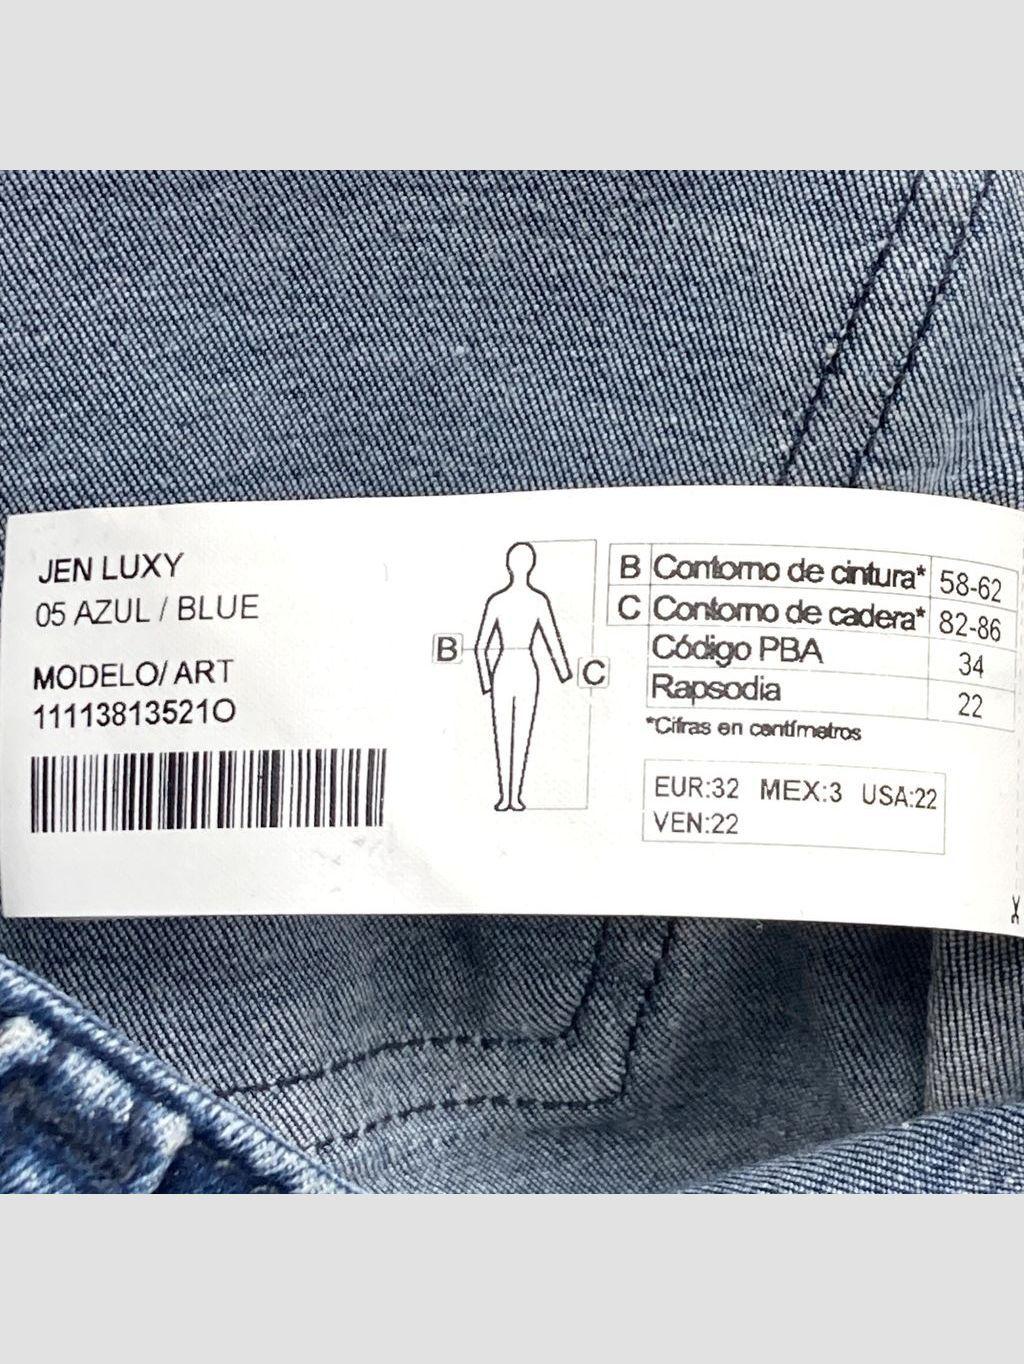 JEN LUXY
05 AZUL / BLUE
MODELO/ ART
11113813521O
B
C
B Contorno de cintura* 58-62
C Contorno de cadera* 82-86
Código PBA 34
Rapsodia 22
*Cifras en centímetros
EUR:32 MEX:3 USA:22
VEN:22